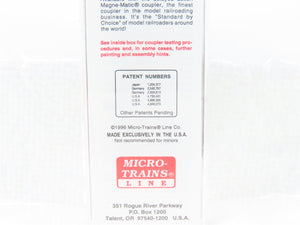 Magne-Matic® coupler, the finest
coupler in the model railroading
business. It's the "Standard by
Choice" of model railroaders around
the world!
See inside box for coupler testing pro-
cedures and, in some cases, further
painting and assembly hints.
PATENT NUMBERS
Japan
Germany
Germany
U.S.A.
U.S.A.
U.S.A.
Other Patents Pending
©1996 Micro-Trains® Line Co.
MADE EXCLUSIVELY IN THE U.S.A.
Not recommended for minors
MICRO-
TRAINS®
LINE
351 Rogue River Parkway
P.O. Box 1200
Talent, OR 97540-1200 U.S.A.